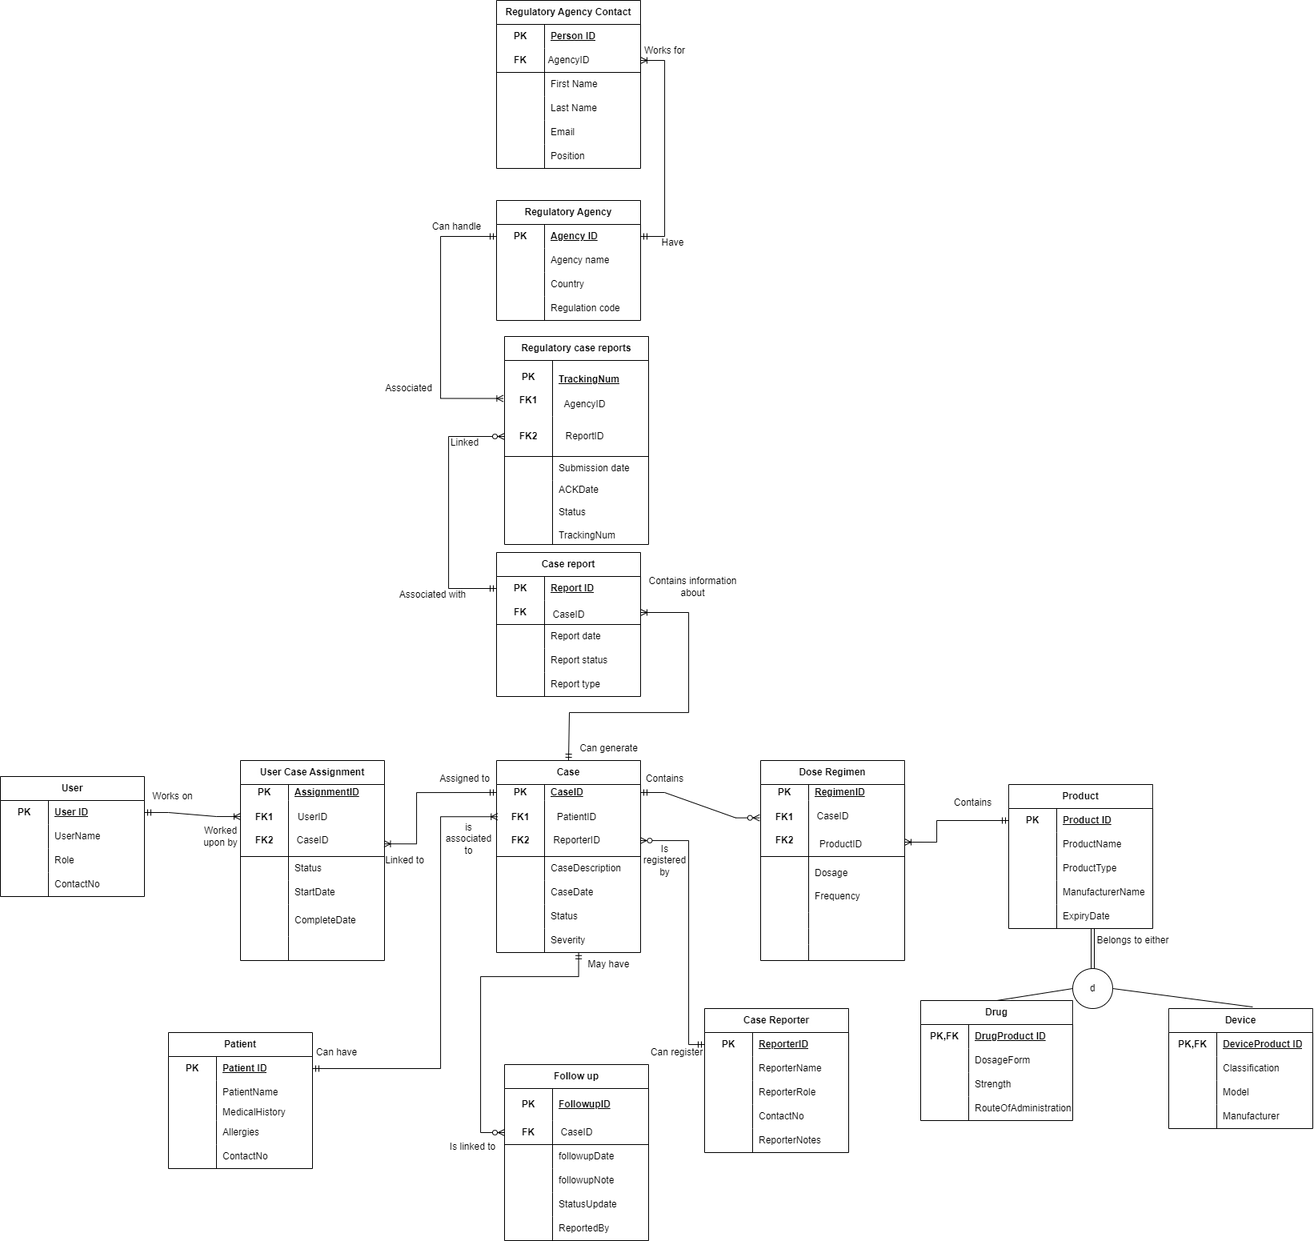 Regulatory Agency Contact
PK Person ID
FK AgencyID
First Name
Last Name
Email
Position
Works for
Have
Regulatory Agency
PK Agency ID
Agency name
Country
Regulation code
Can handle
Associated
Regulatory case reports
PK TrackingNum
FK1 AgencyID
FK2 ReportID
Submission date
ACKDate
Status
TrackingNum
Linked
Associated with
Case report
PK Report ID
FK CaseID
Report date
Report status
Report type
Contains information
about
Can generate
User
PK User ID
UserName
Role
ContactNo
Works on
Worked
upon by
User Case Assignment
PK AssignmentID
FK1 UserID
FK2 CaseID
Status
StartDate
CompleteDate
Assigned to
Linked to
is
associated
to
Case
PK CaseID
FK1 PatientID
FK2 ReporterID
CaseDescription
CaseDate
Status
Severity
Contains
Is
registered
by
May have
Dose Regimen
PK RegimenID
FK1 CaseID
FK2 ProductID
Dosage
Frequency
Contains
Product
PK Product ID
ProductName
ProductType
ManufacturerName
ExpiryDate
Belongs to either
d
Drug
PK,FK DrugProduct ID
DosageForm
Strength
RouteOfAdministration
Device
PK,FK DeviceProduct ID
Classification
Model
Manufacturer
Patient
PK Patient ID
PatientName
MedicalHistory
Allergies
ContactNo
Can have
Is linked to
Follow up
PK FollowupID
FK CaseID
followupDate
followupNote
StatusUpdate
ReportedBy
Can register
Case Reporter
PK ReporterID
ReporterName
ReporterRole
ContactNo
ReporterNotes